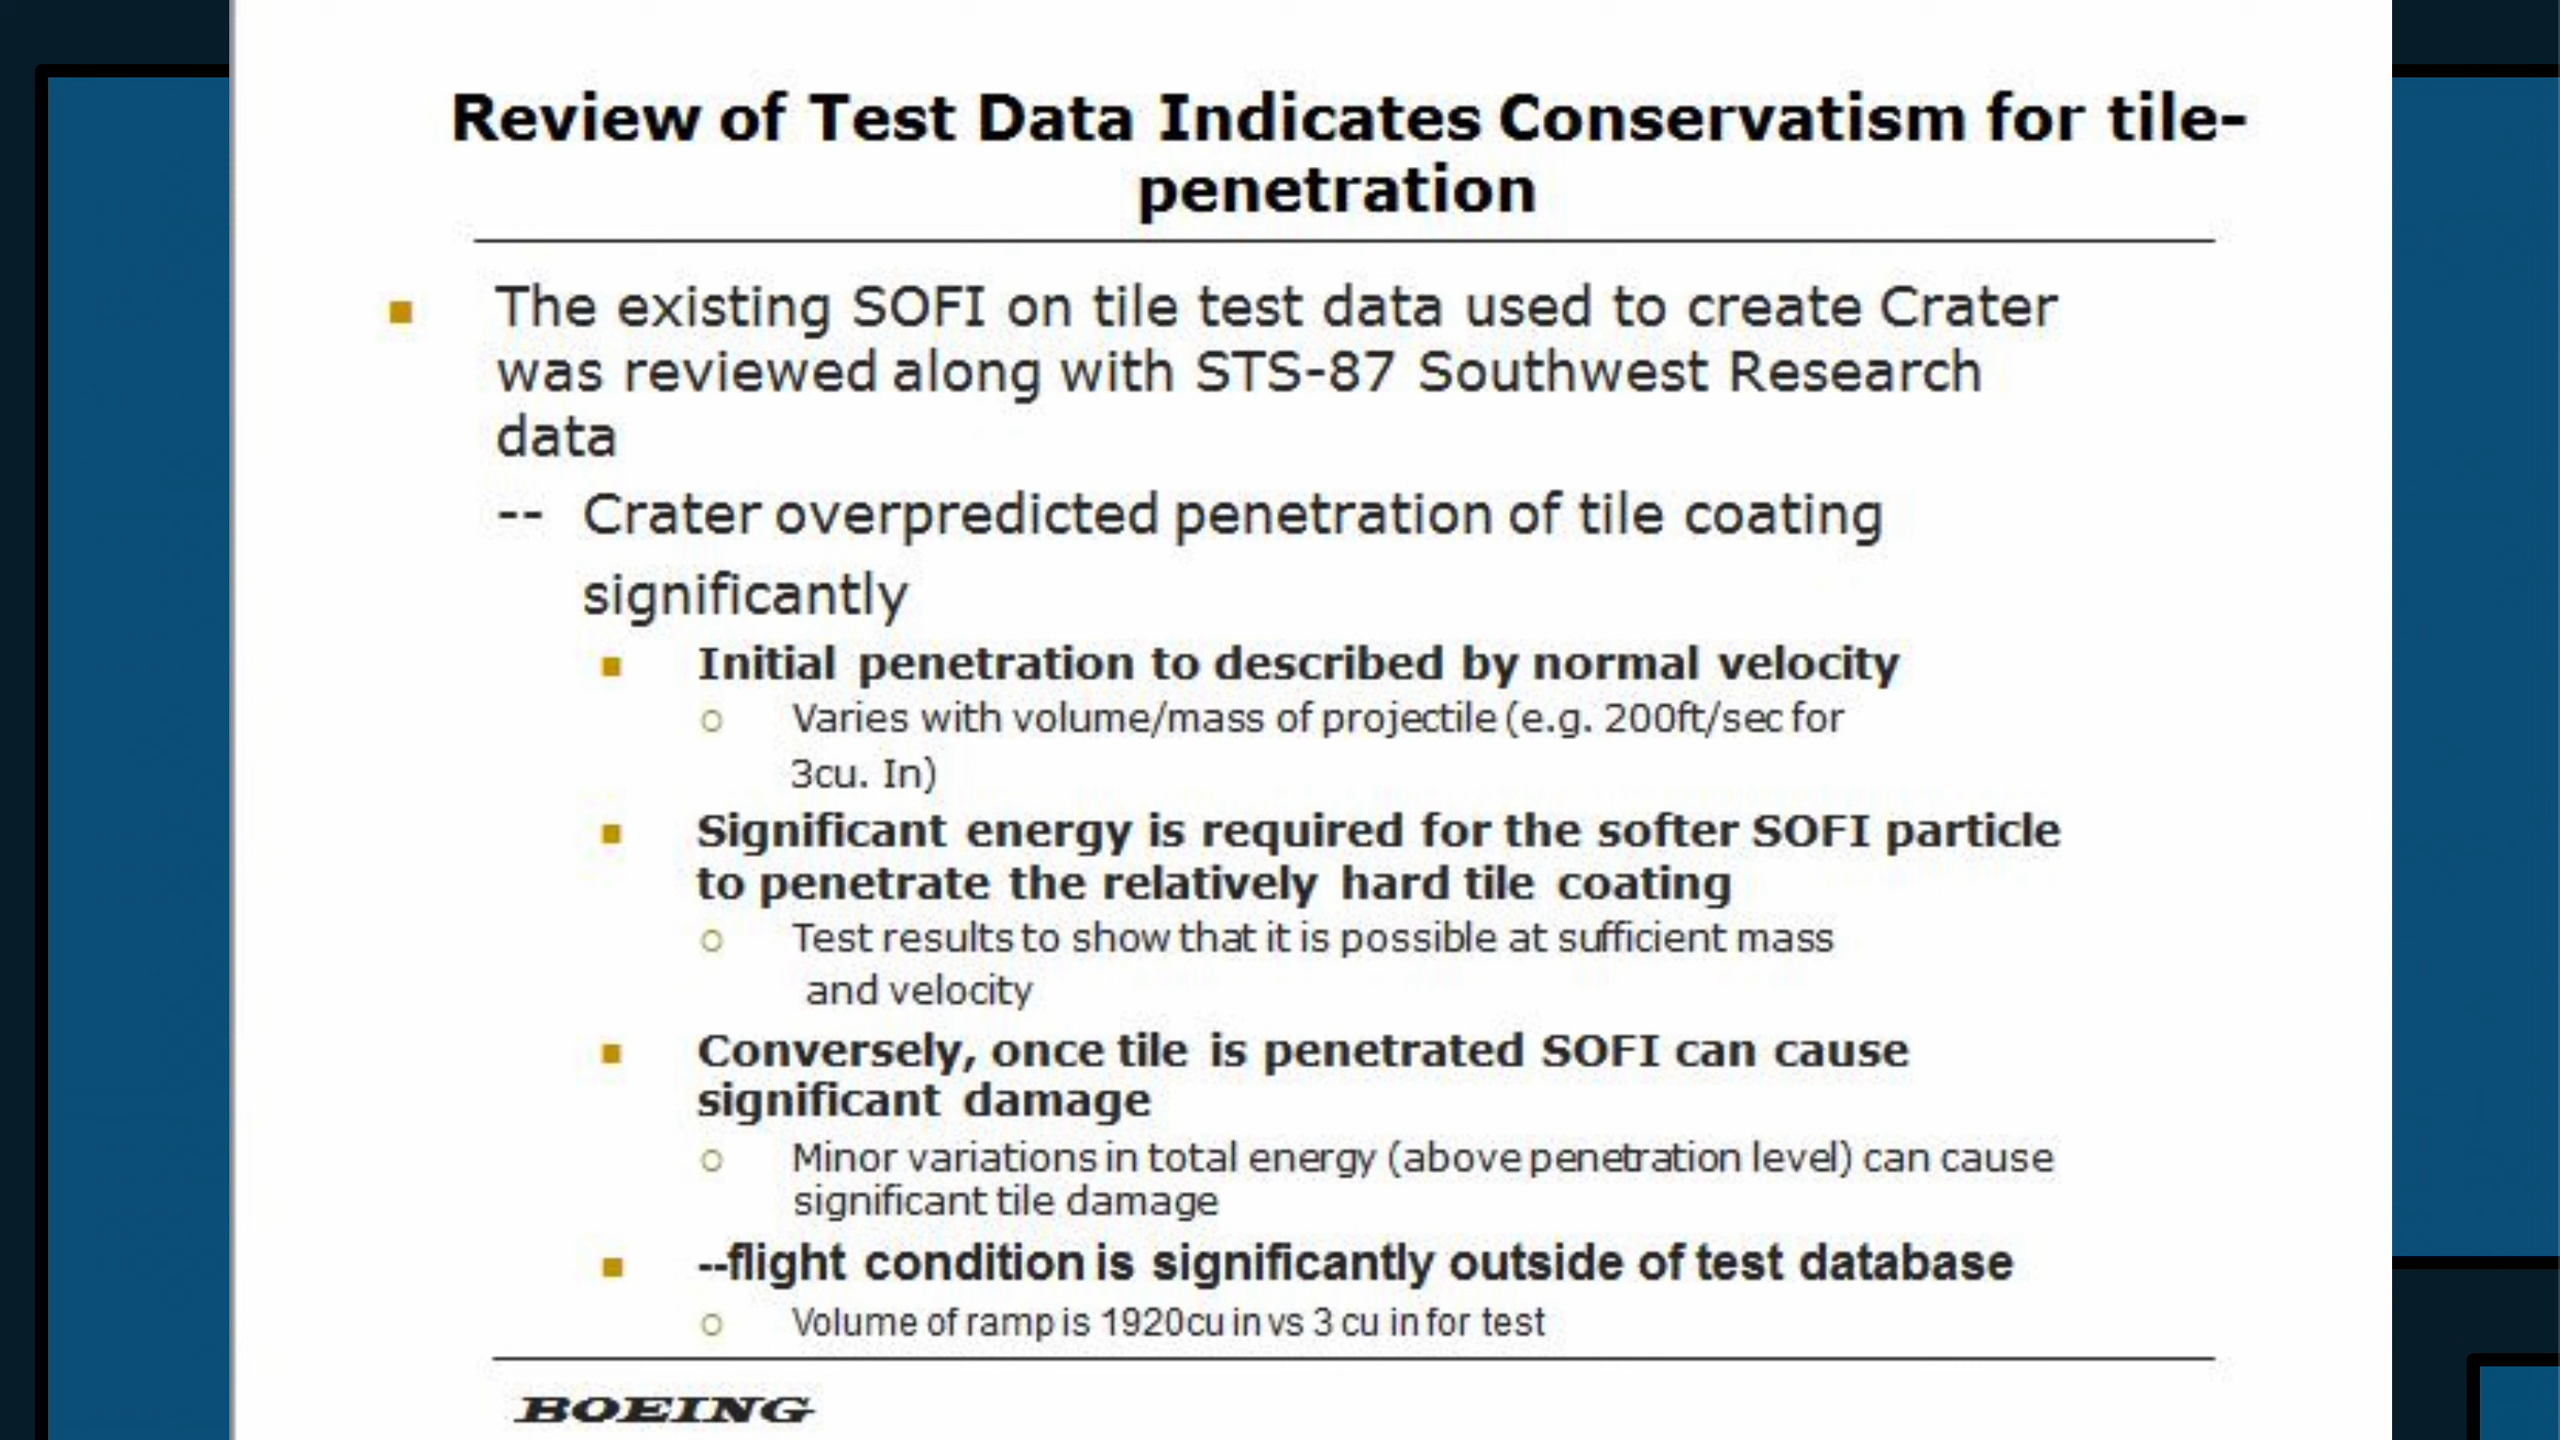 Review of Test Data Indicates Conservatism for tile-
penetration
The existing SOFI on tile test data used to create Crater
was reviewed along with STS-87 Southwest Research
data
-- Crater overpredicted penetration of tile coating
significantly
Initial penetration to described by normal velocity
Varies with volume/mass of projectile (e.g. 200ft/sec for
3cu. In)
Significant energy is required for the softer SOFI particle
to penetrate the relatively hard tile coating
Test results to show that it is possible at sufficient mass
and velocity
Conversely, once tile is penetrated SOFI can cause
significant damage
Minor variations in total energy (above penetration level) can cause
significant tile damage
--flight condition is significantly outside of test database
Volume of ramp is 1920cu in vs 3 cu in for test
BOEING